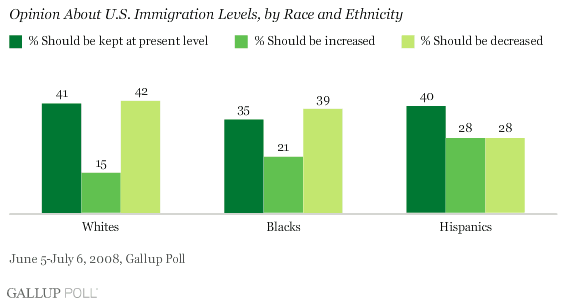 Opinion About U.S. Immigration Levels, by Race and Ethnicity
% Should be kept at present level % Should be increased % Should be decreased
41 15 42 35 21 39 40 28 28
Whites Blacks Hispanics
June 5-July 6, 2008, Gallup Poll
GALLUP POLL